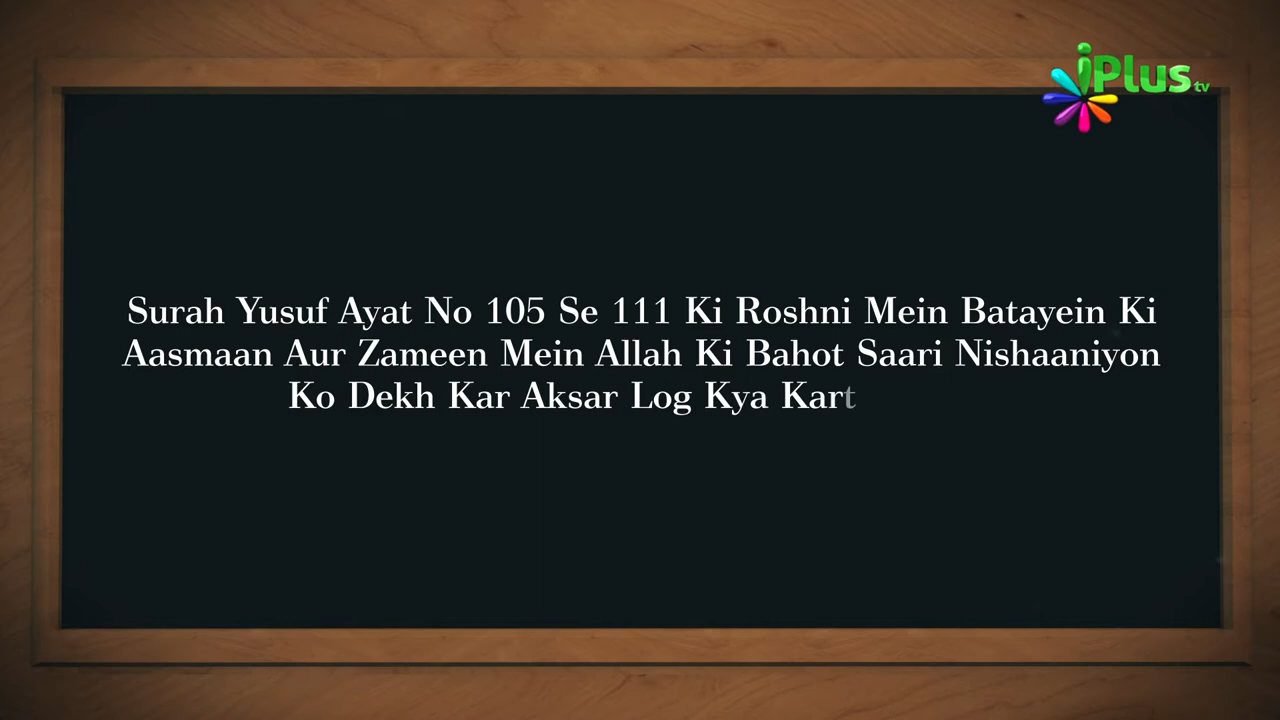 iPlus tv
Surah Yusuf Ayat No 105 Se 111 Ki Roshni Mein Batayein Ki
Aasmaan Aur Zameen Mein Allah Ki Bahot Saari Nishaaniyon
Ko Dekh Kar Aksar Log Kya Kart